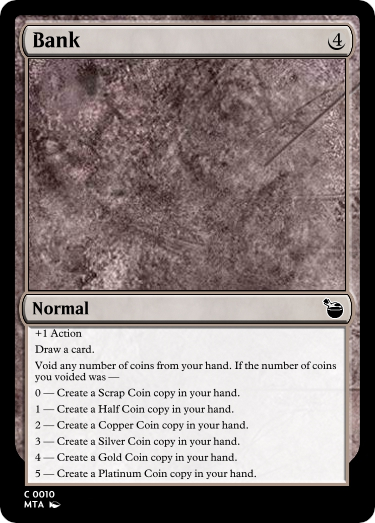 Bank 4
Normal
+1 Action
Draw a card.
Void any number of coins from your hand. If the number of coins
you voided was —
0 — Create a Scrap Coin copy in your hand.
1 — Create a Half Coin copy in your hand.
2 — Create a Copper Coin copy in your hand.
3 — Create a Silver Coin copy in your hand.
4 — Create a Gold Coin copy in your hand.
5 — Create a Platinum Coin copy in your hand.
C 0010
MTA